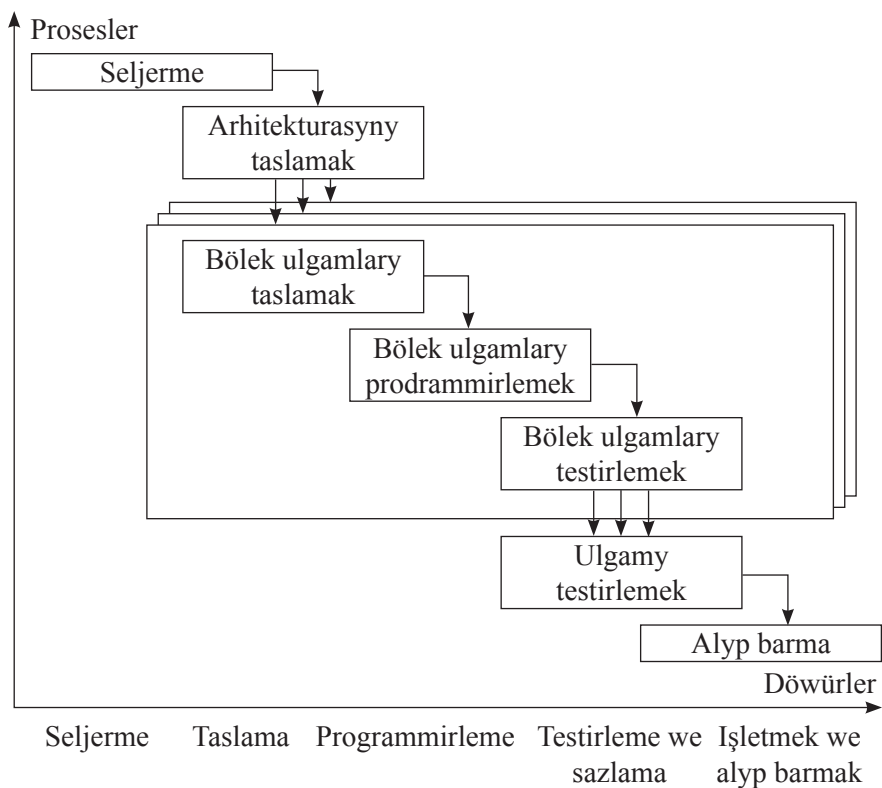 Prosesler
Seljerme
Arhitekturasyny
taslamak
Bölek ulgamlary
taslamak
Bölek ulgamlary
prodrammirlemek
Bölek ulgamlary
testirlemek
Ulgamy
testirlemek
Alyp barma
Döwürler
Seljerme
Taslama
Programmirleme
Testirleme we
sazlama
Işletmek we
alyp barmak